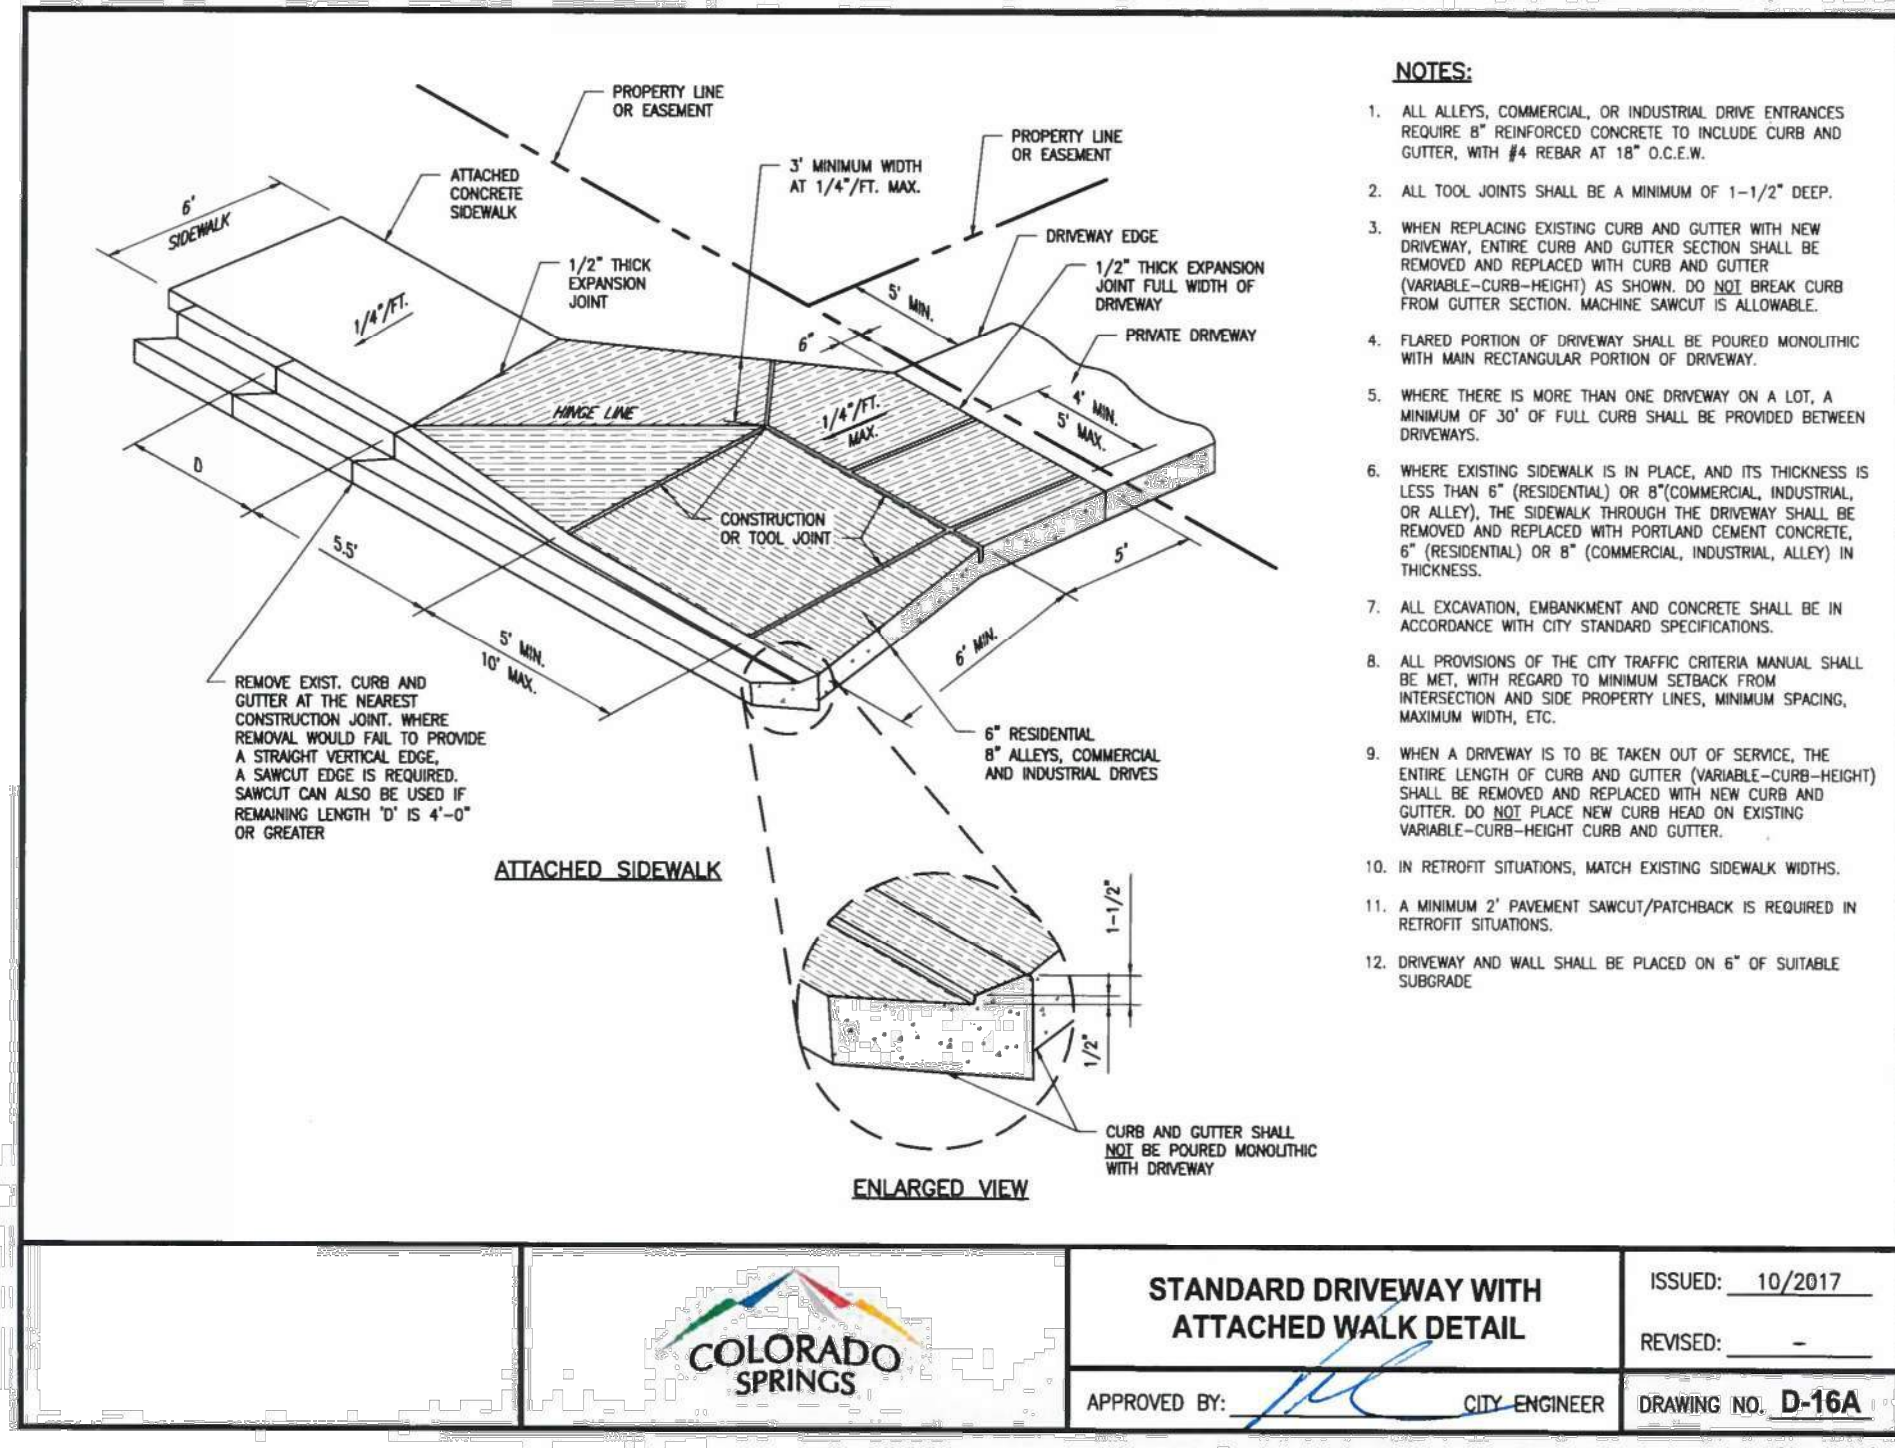 PROPERTY LINE
OR EASEMENT
PROPERTY LINE
OR EASEMENT
3' MINIMUM WIDTH
AT 1/4"/FT. MAX.
ATTACHED
CONCRETE
SIDEWALK
6'
SIDEWALK
DRIVEWAY EDGE
1/2" THICK
EXPANSION
JOINT
1/2" THICK EXPANSION
JOINT FULL WIDTH OF
DRIVEWAY
5' MIN.
1/4"/FT.
6"
PRIVATE DRIVEWAY
4' MIN.
5' MAX.
HINGE LINE
1/4"/FT.
MAX.
D
CONSTRUCTION
OR TOOL JOINT
5.5'
5'
5' MIN.
10' MAX.
6' MIN.
REMOVE EXIST. CURB AND
GUTTER AT THE NEAREST
CONSTRUCTION JOINT. WHERE
REMOVAL WOULD FAIL TO PROVIDE
A STRAIGHT VERTICAL EDGE,
A SAWCUT EDGE IS REQUIRED.
SAWCUT CAN ALSO BE USED IF
REMAINING LENGTH 'D' IS 4'-0"
OR GREATER
6" RESIDENTIAL
8" ALLEYS, COMMERCIAL
AND INDUSTRIAL DRIVES
ATTACHED SIDEWALK
1-1/2"
1/2"
CURB AND GUTTER SHALL
NOT BE POURED MONOLITHIC
WITH DRIVEWAY
ENLARGED VIEW
NOTES:
1. ALL ALLEYS, COMMERCIAL, OR INDUSTRIAL DRIVE ENTRANCES
REQUIRE 8" REINFORCED CONCRETE TO INCLUDE CURB AND
GUTTER, WITH #4 REBAR AT 18" O.C.E.W.
2. ALL TOOL JOINTS SHALL BE A MINIMUM OF 1-1/2" DEEP.
3. WHEN REPLACING EXISTING CURB AND GUTTER WITH NEW
DRIVEWAY, ENTIRE CURB AND GUTTER SECTION SHALL BE
REMOVED AND REPLACED WITH CURB AND GUTTER
(VARIABLE-CURB-HEIGHT) AS SHOWN. DO NOT BREAK CURB
FROM GUTTER SECTION. MACHINE SAWCUT IS ALLOWABLE.
4. FLARED PORTION OF DRIVEWAY SHALL BE POURED MONOLITHIC
WITH MAIN RECTANGULAR PORTION OF DRIVEWAY.
5. WHERE THERE IS MORE THAN ONE DRIVEWAY ON A LOT, A
MINIMUM OF 30' OF FULL CURB SHALL BE PROVIDED BETWEEN
DRIVEWAYS.
6. WHERE EXISTING SIDEWALK IS IN PLACE, AND ITS THICKNESS IS
LESS THAN 6" (RESIDENTIAL) OR 8"(COMMERCIAL, INDUSTRIAL,
OR ALLEY), THE SIDEWALK THROUGH THE DRIVEWAY SHALL BE
REMOVED AND REPLACED WITH PORTLAND CEMENT CONCRETE,
6" (RESIDENTIAL) OR 8" (COMMERCIAL, INDUSTRIAL, ALLEY) IN
THICKNESS.
7. ALL EXCAVATION, EMBANKMENT AND CONCRETE SHALL BE IN
ACCORDANCE WITH CITY STANDARD SPECIFICATIONS.
8. ALL PROVISIONS OF THE CITY TRAFFIC CRITERIA MANUAL SHALL
BE MET, WITH REGARD TO MINIMUM SETBACK FROM
INTERSECTION AND SIDE PROPERTY LINES, MINIMUM SPACING,
MAXIMUM WIDTH, ETC.
9. WHEN A DRIVEWAY IS TO BE TAKEN OUT OF SERVICE, THE
ENTIRE LENGTH OF CURB AND GUTTER (VARIABLE-CURB-HEIGHT)
SHALL BE REMOVED AND REPLACED WITH NEW CURB AND
GUTTER. DO NOT PLACE NEW CURB HEAD ON EXISTING
VARIABLE-CURB-HEIGHT CURB AND GUTTER.
10. IN RETROFIT SITUATIONS, MATCH EXISTING SIDEWALK WIDTHS.
11. A MINIMUM 2' PAVEMENT SAWCUT/PATCHBACK IS REQUIRED IN
RETROFIT SITUATIONS.
12. DRIVEWAY AND WALL SHALL BE PLACED ON 6" OF SUITABLE
SUBGRADE
COLORADO
SPRINGS
STANDARD DRIVEWAY WITH
ATTACHED WALK DETAIL
APPROVED BY: CITY ENGINEER
ISSUED: 10/2017
REVISED: -
DRAWING NO. D-16A